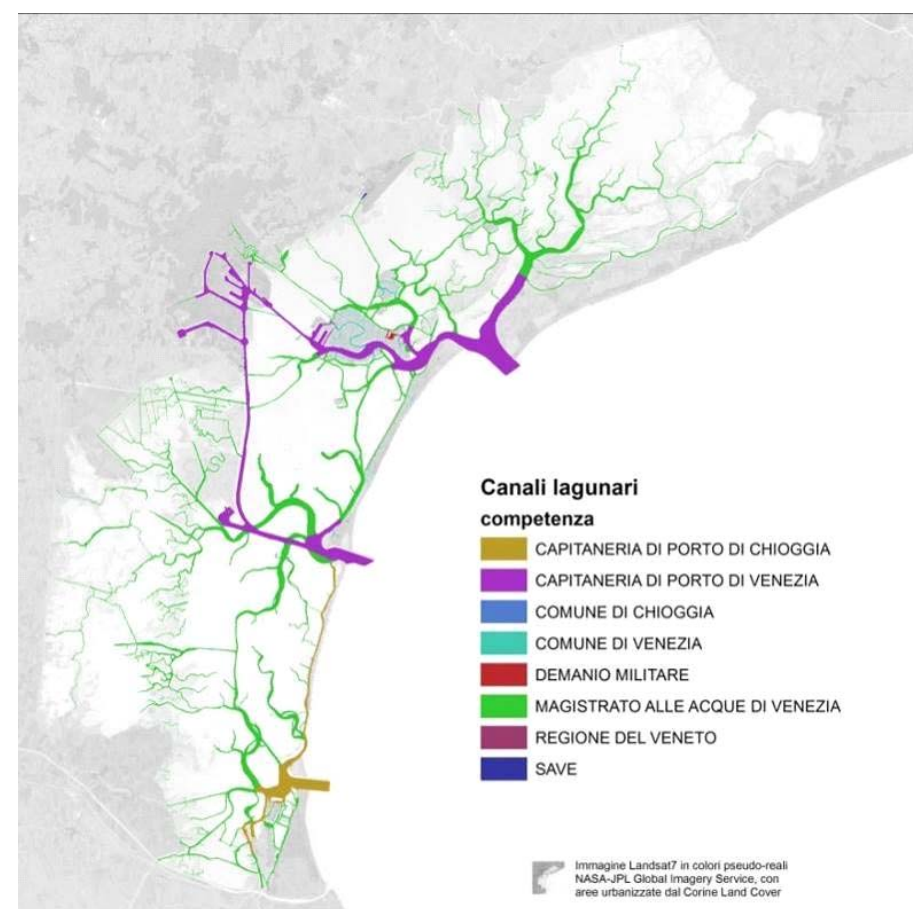 Canali lagunari
competenza
CAPITANERIA DI PORTO DI CHIOGGIA
CAPITANERIA DI PORTO DI VENEZIA
COMUNE DI CHIOGGIA
COMUNE DI VENEZIA
DEMANIO MILITARE
MAGISTRATO ALLE ACQUE DI VENEZIA
REGIONE DEL VENETO
SAVE
Immagine Landsat7 in colori pseudo-reali
NASA-JPL Global Imagery Service, con
aree urbanizzate dal Corine Land Cover